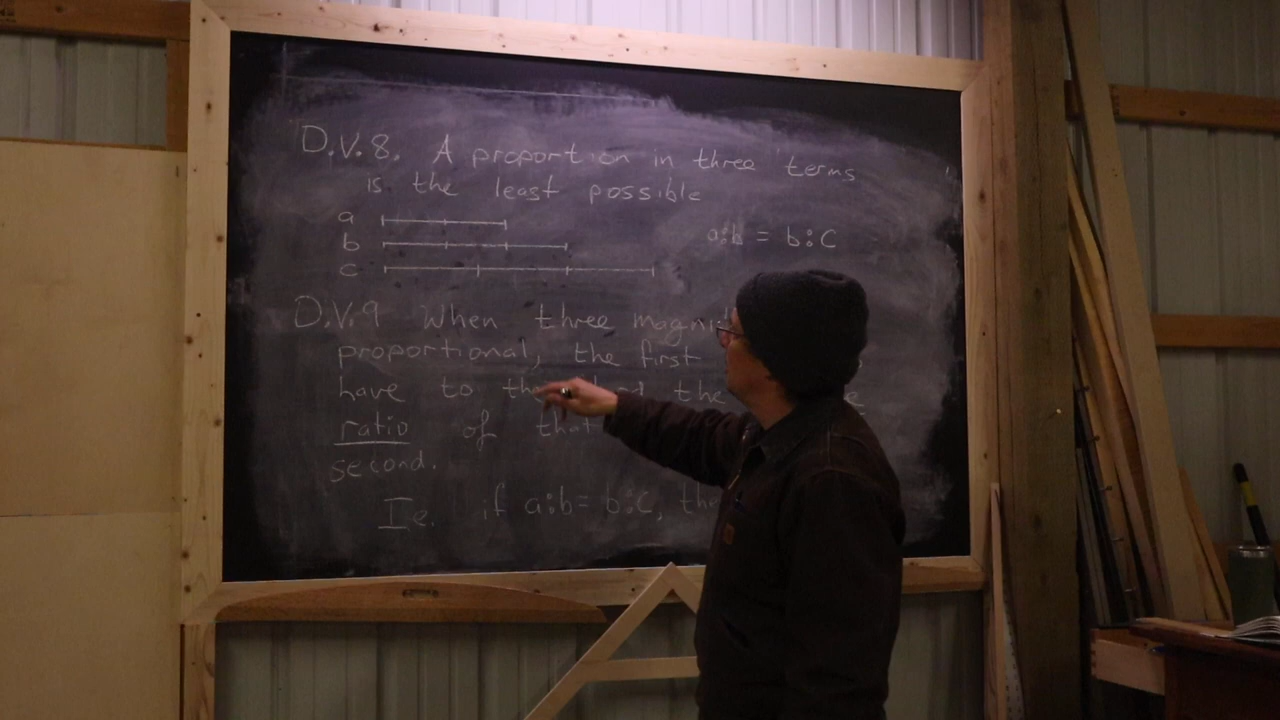 D.V.8. A proportion in three terms
is the least possible
a
b
c
a:b = b:c
D.V.9 When three magni
proportional, the first
have to the the
ratio of that
second.
I.e. if a:b = b:c, the